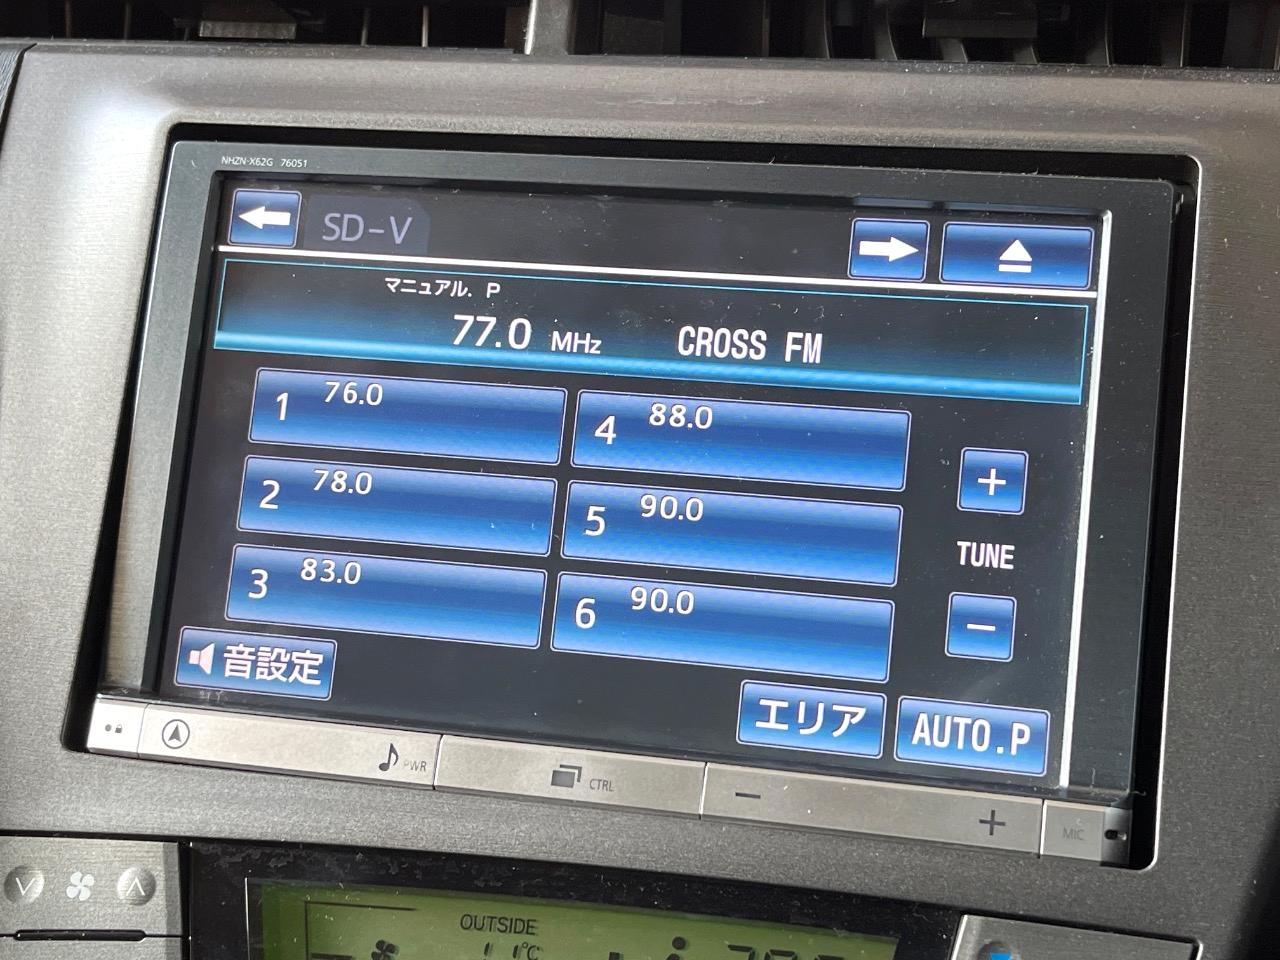 NHZN-X62G 76051
SD-V
マニュアル. P
77.0 MHz CROSS FM
1 76.0
4 88.0
2 78.0
5 90.0
3 83.0
6 90.0
TUNE
音設定
エリア
AUTO.P
PWR
CTRL
MIC
OUTSIDE
11℃